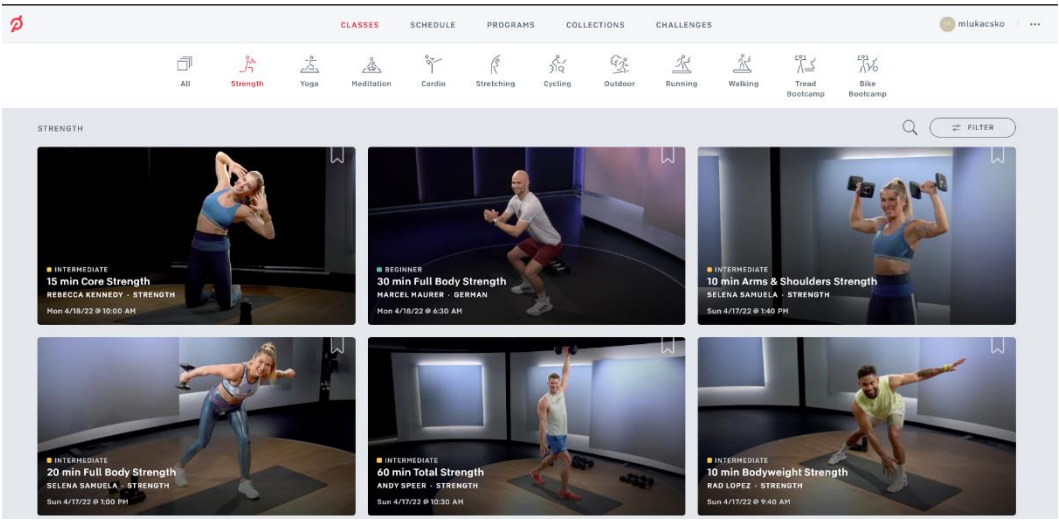 CLASSES SCHEDULE PROGRAMS COLLECTIONS CHALLENGES mlukacsko
All Strength Yoga Meditation Cardio Stretching Cycling Outdoor Running Walking Tread Bootcamp Bike Bootcamp
STRENGTH FILTER
INTERMEDIATE
15 min Core Strength
REBECCA KENNEDY · STRENGTH
Mon 4/18/22 @ 10:00 AM
BEGINNER
30 min Full Body Strength
MARCEL MAURER · GERMAN
Mon 4/18/22 @ 6:30 AM
INTERMEDIATE
10 min Arms & Shoulders Strength
SELENA SAMUELA · STRENGTH
Sun 4/17/22 @ 1:40 PM
INTERMEDIATE
20 min Full Body Strength
SELENA SAMUELA · STRENGTH
Sun 4/17/22 @ 1:00 PM
INTERMEDIATE
60 min Total Strength
ANDY SPEER · STRENGTH
Sun 4/17/22 @ 10:30 AM
INTERMEDIATE
10 min Bodyweight Strength
RAD LOPEZ · STRENGTH
Sun 4/17/22 @ 9:40 AM